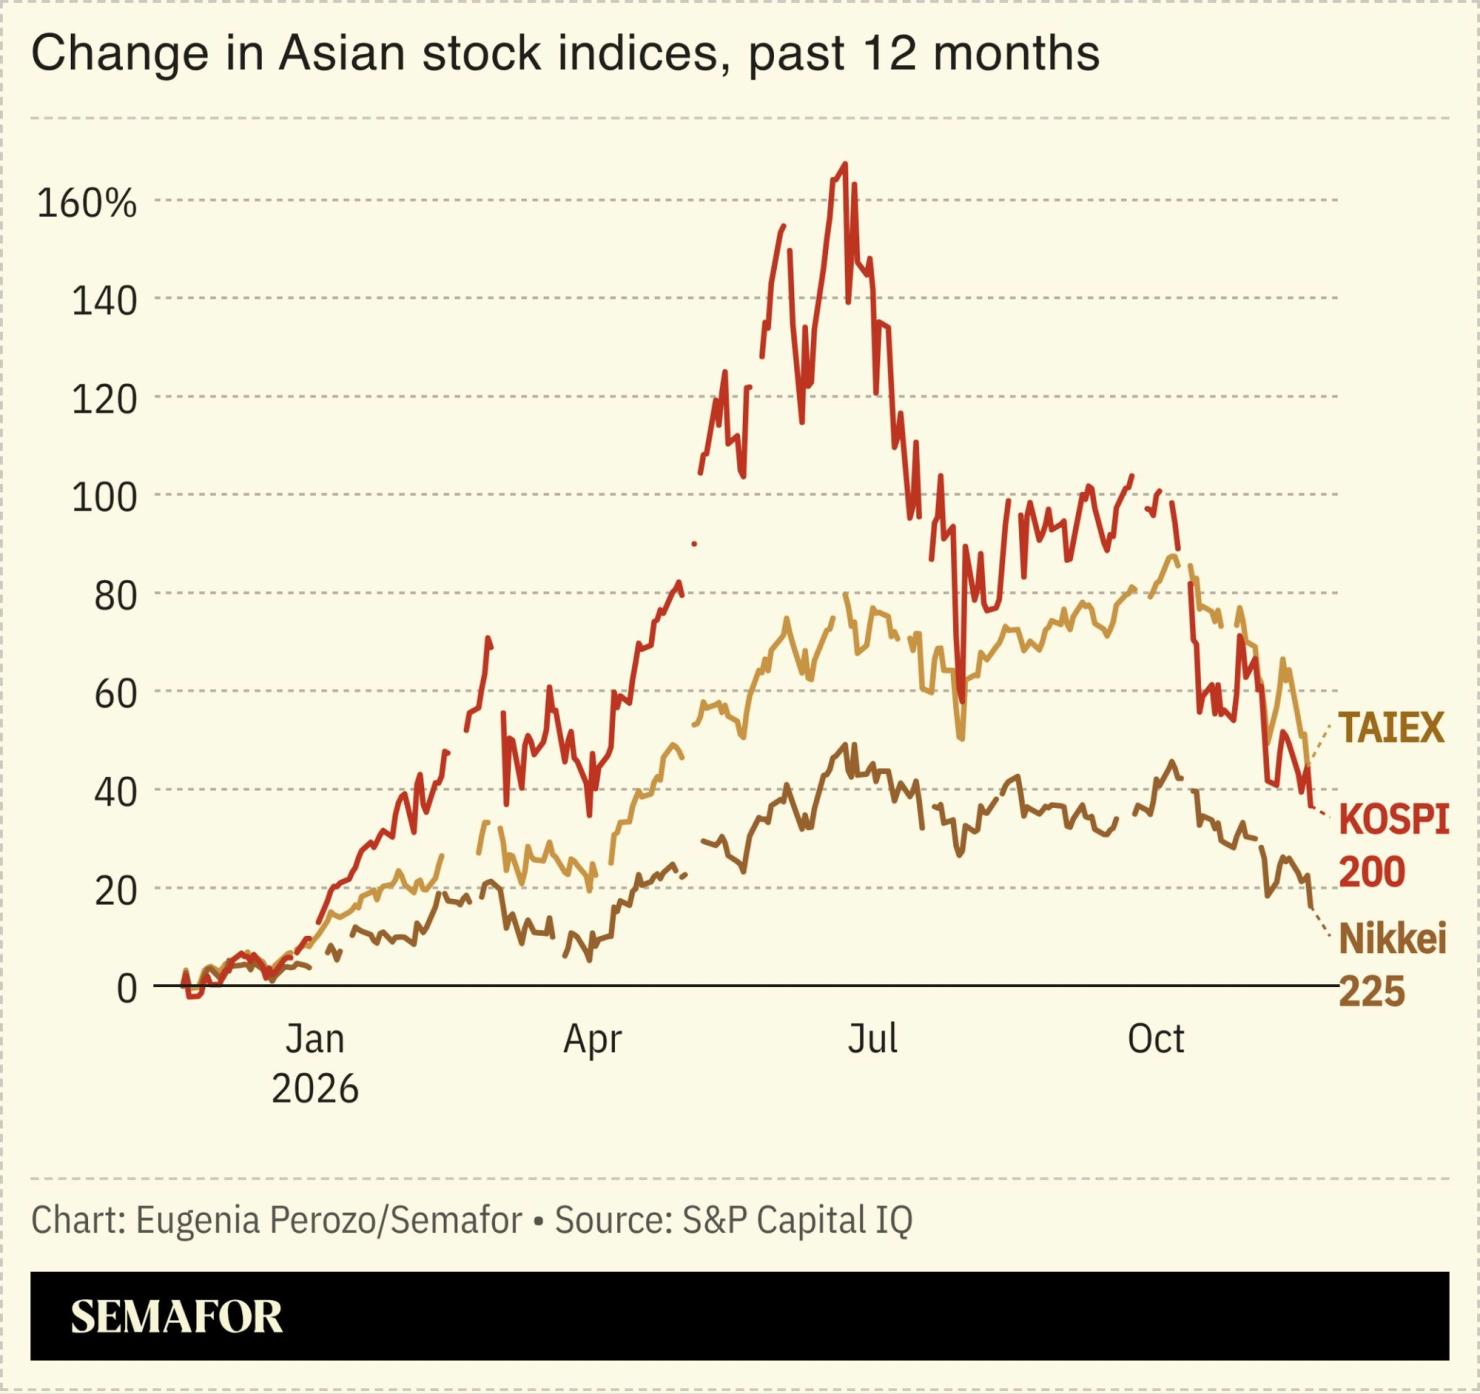 Change in Asian stock indices, past 12 months
160%
140
120
100
80
60
40
20
0
TAIEX
KOSPI
200
Nikkei
225
Jan
2026
Apr
Jul
Oct
Chart: Eugenia Perozo/Semafor • Source: S&P Capital IQ
SEMAFOR